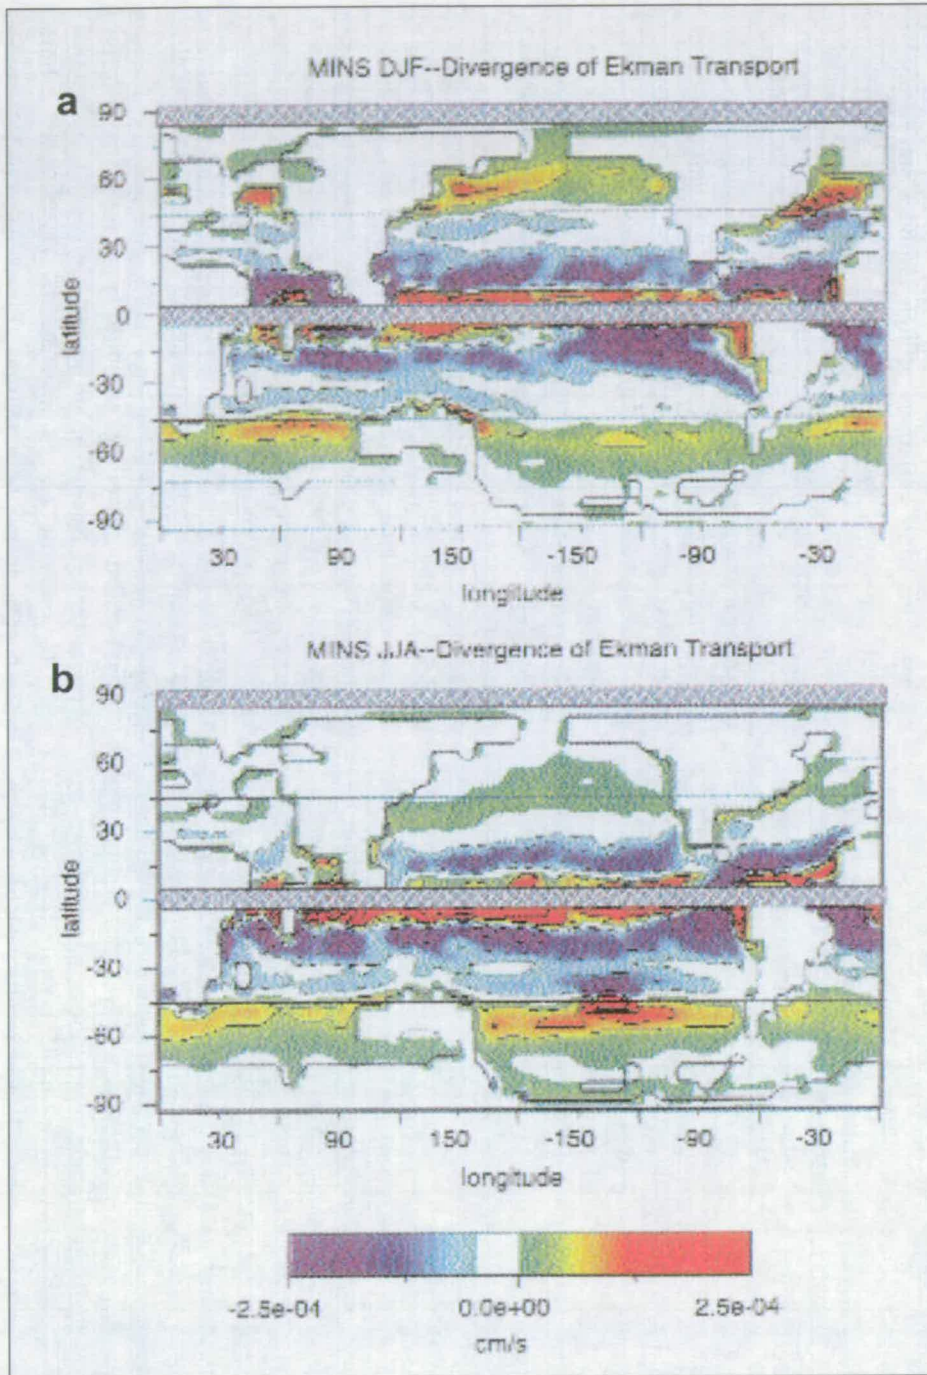 MINS DJF--Divergence of Ekman Transport
a
90
60
30
0
-30
-60
-90
latitude
30 90 150 -150 -90 -30
longitude
MINS JJA--Divergence of Ekman Transport
b
90
60
30
0
-30
-60
-90
latitude
30 90 150 -150 -90 -30
longitude
-2.5e-04 0.0e+00 2.5e-04
cm/s